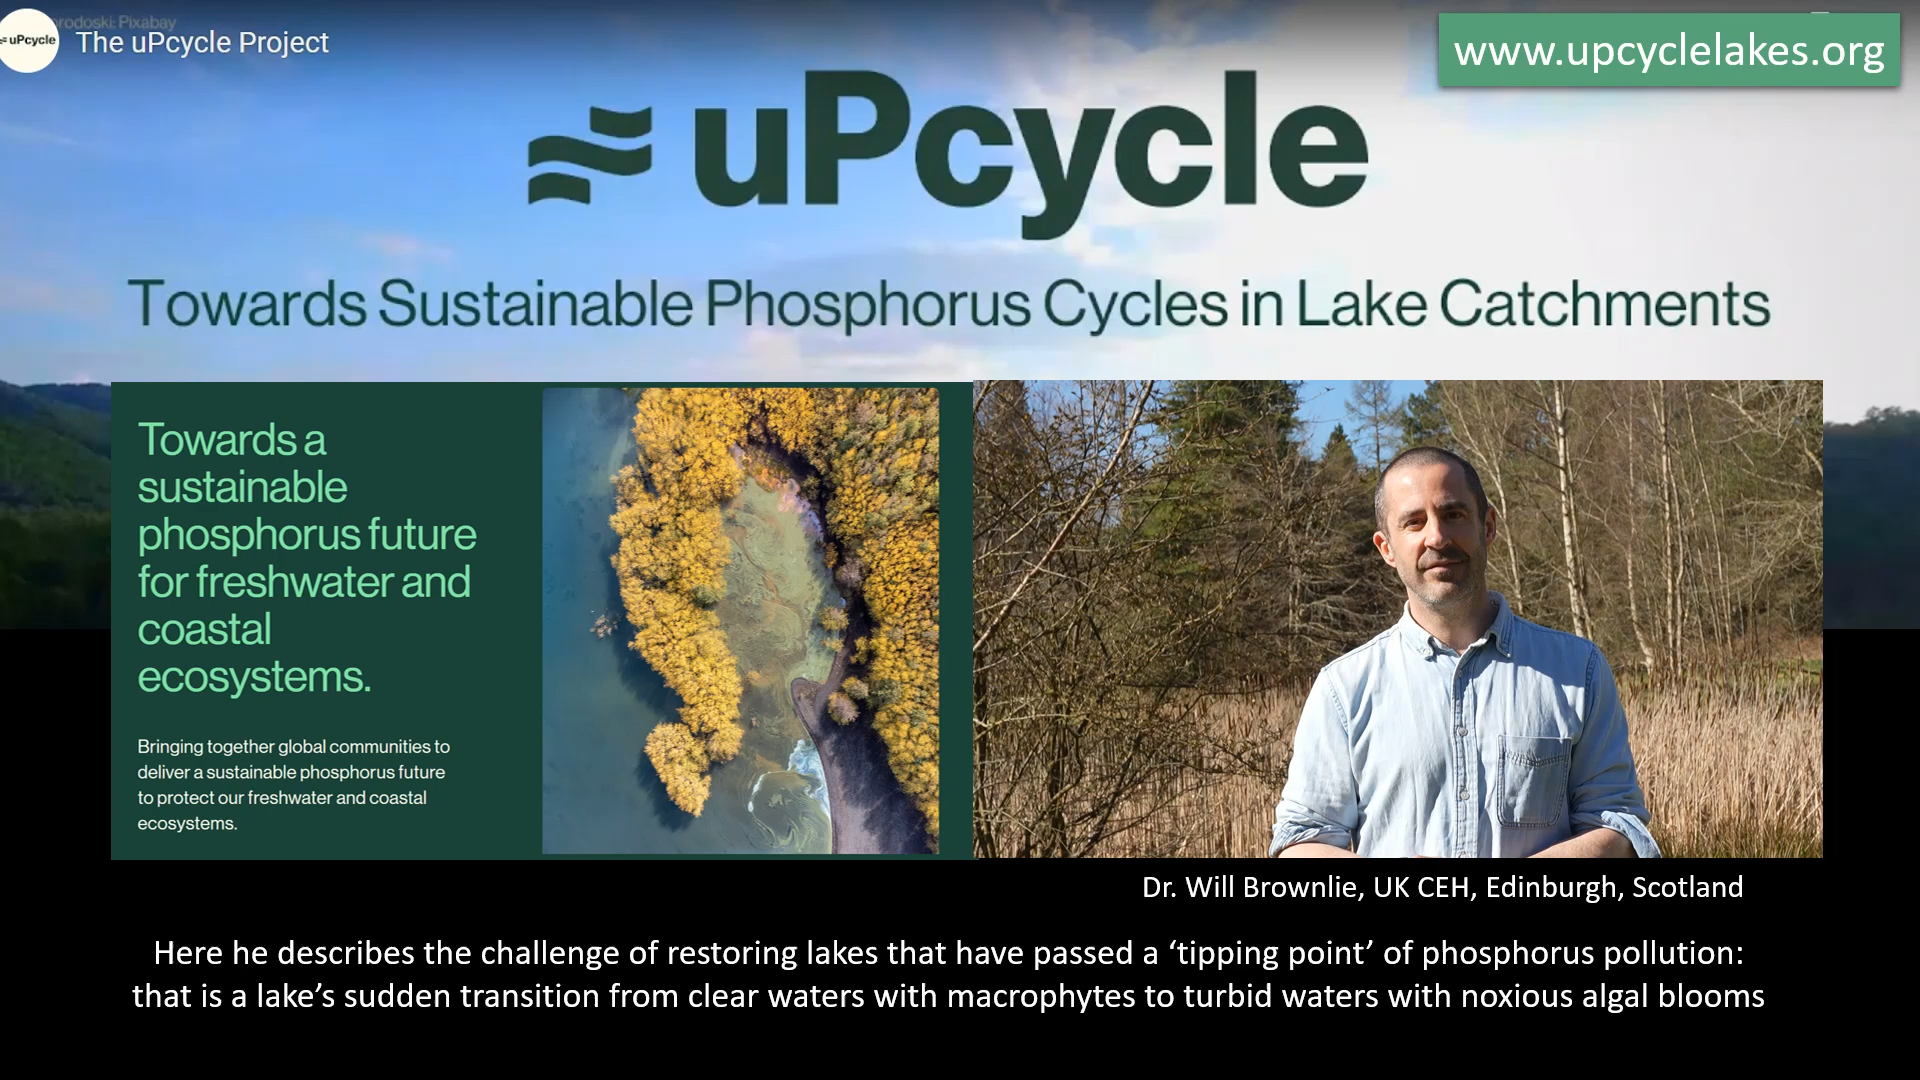 rodoski: Pixabay
uPcycle
The uPcycle Project
www.upcyclelakes.org
uPcycle
Towards Sustainable Phosphorus Cycles in Lake Catchments
Towards a
sustainable
phosphorus future
for freshwater and
coastal
ecosystems.
Bringing together global communities to
deliver a sustainable phosphorus future
to protect our freshwater and coastal
ecosystems.
Dr. Will Brownlie, UK CEH, Edinburgh, Scotland
Here he describes the challenge of restoring lakes that have passed a ‘tipping point’ of phosphorus pollution:
that is a lake’s sudden transition from clear waters with macrophytes to turbid waters with noxious algal blooms